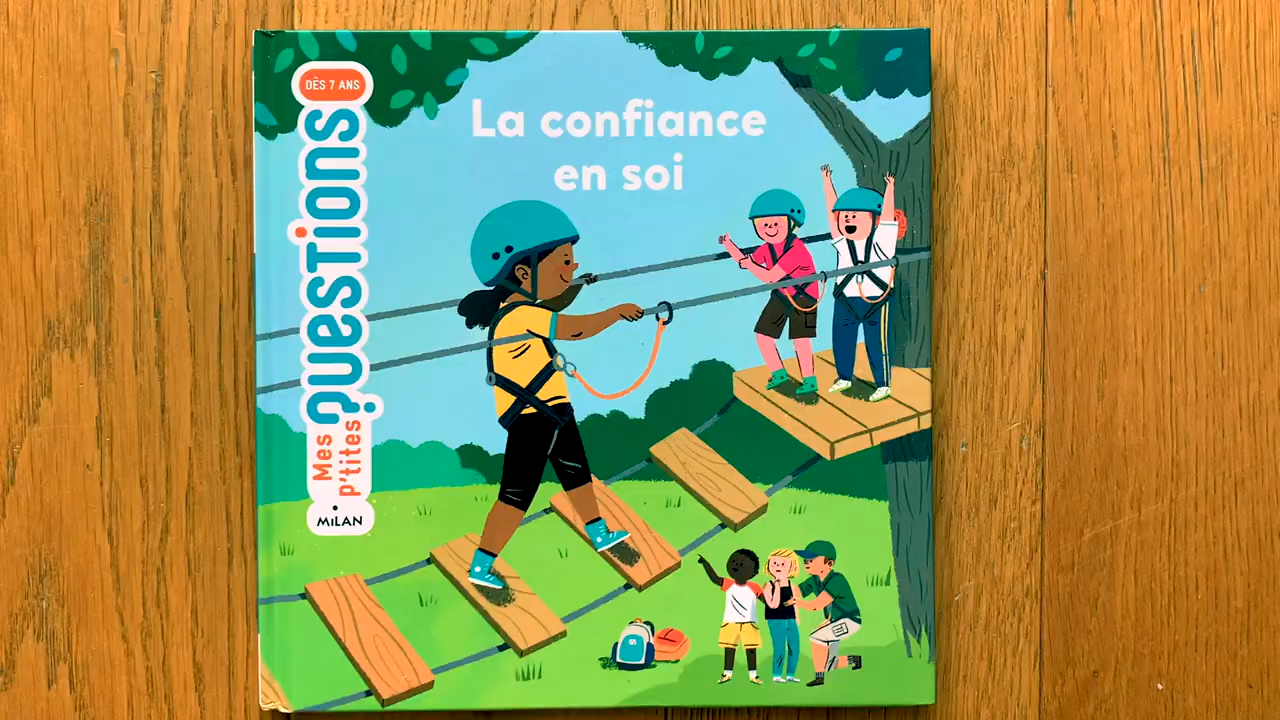 DÈS 7 ANS
La confiance
en soi
Mes
p'tites
questions
MiLAN